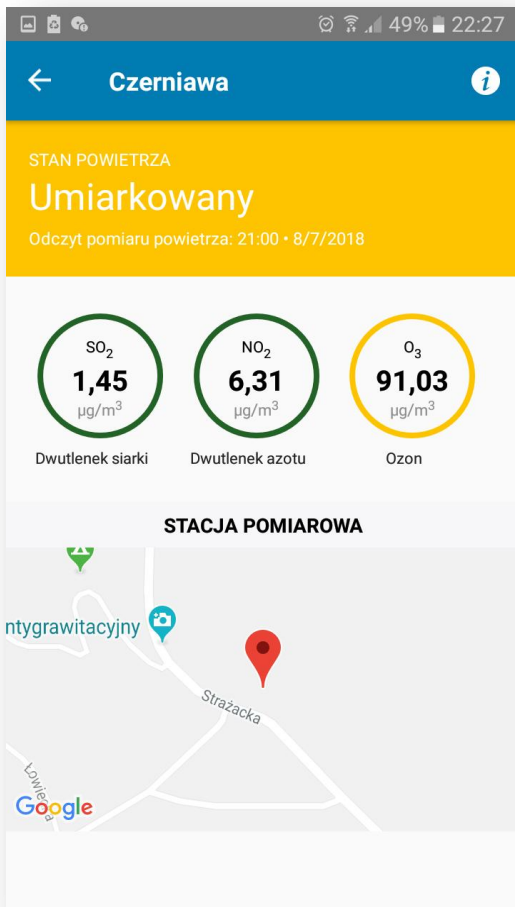 49% 22:27
Czerniawa
STAN POWIETRZA
Umiarkowany
Odczyt pomiaru powietrza: 21:00 • 8/7/2018
SO₂ NO₂ O₃
1,45 6,31 91,03
µg/m³ µg/m³ µg/m³
Dwutlenek siarki Dwutlenek azotu Ozon
STACJA POMIAROWA
ntygrawitacyjny
Strażacka
Google